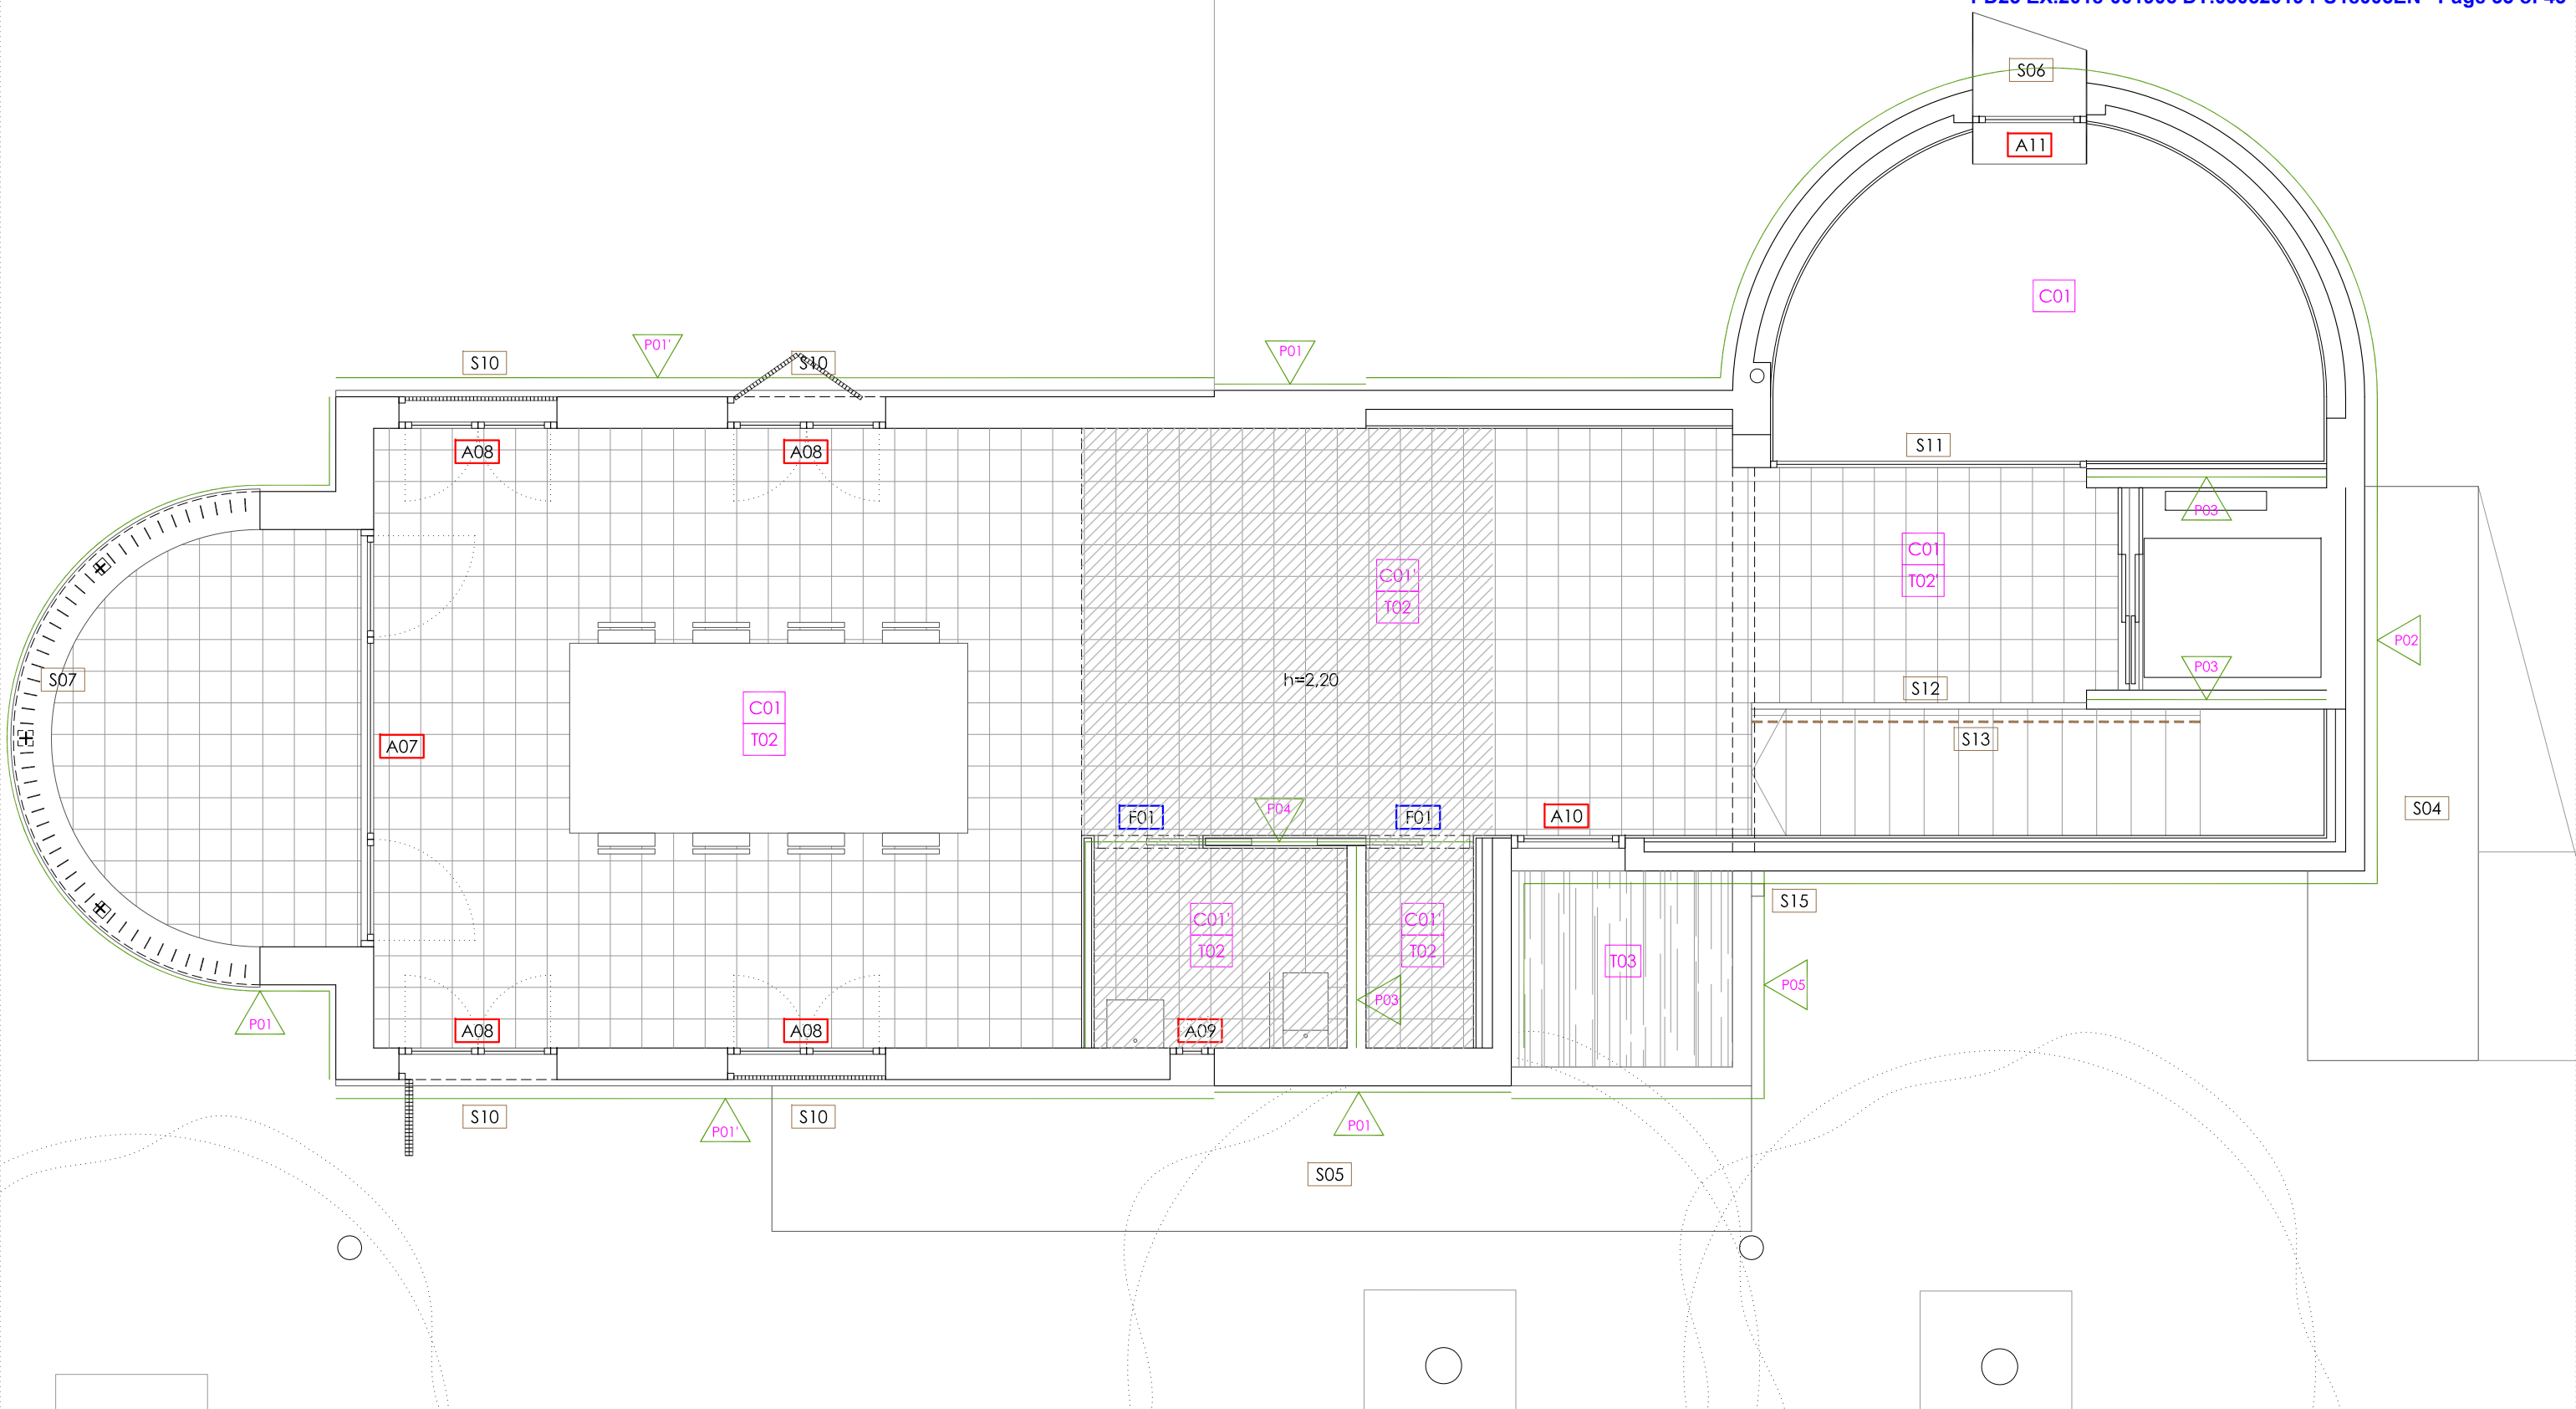 S06
A11
C01
P01'
P01
S10
S10
A08
A08
S11
P03
C01
T02'
C01'
T02
P02
P03
h=2,20
S07
S12
C01
T02
A07
S13
P04
F01
F01
A10
S04
S15
C01'
T02
C01'
T02
T03
P03
P05
P01
A08
A08
A09
S10
P01'
S10
P01
S05